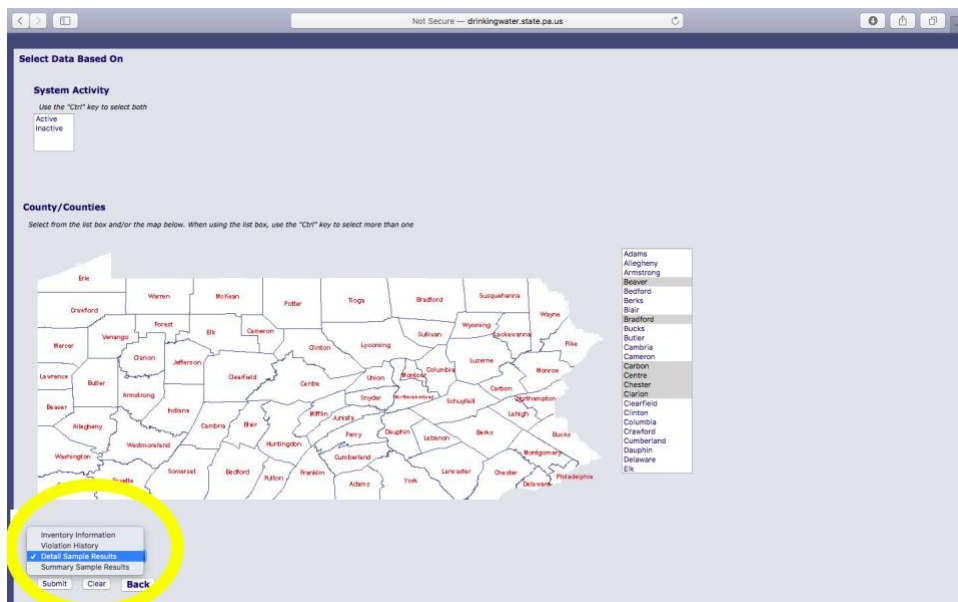 Not Secure — drinkingwater.state.pa.us
Select Data Based On
System Activity
Use the "Ctrl" key to select both
Active
Inactive
County/Counties
Select from the list box and/or the map below. When using the list box, use the "Ctrl" key to select more than one
Erie
Warren
McKean
Potter
Tioga
Bradford
Susquehanna
Crawford
Wayne
Forest
Elk
Cameron
Sullivan
Wyoming
Lackawanna
Mercer
Venango
Clinton
Lycoming
Pike
Clarion
Jefferson
Luzerne
Lawrence
Butler
Clearfield
Centre
Union
Montour
Columbia
Monroe
Armstrong
Snyder
Northumberland
Schuylkill
Carbon
Northampton
Beaver
Indiana
Mifflin
Juniata
Lehigh
Allegheny
Cambria
Blair
Perry
Dauphin
Lebanon
Berks
Bucks
Westmoreland
Huntingdon
Washington
Cumberland
Montgomery
Somerset
Bedford
Fulton
Franklin
Adams
York
Lancaster
Chester
Delaware
Philadelphia
Adams
Allegheny
Armstrong
Beaver
Bedford
Berks
Blair
Bradford
Bucks
Butler
Cambria
Cameron
Carbon
Centre
Chester
Clarion
Clearfield
Clinton
Columbia
Crawford
Cumberland
Dauphin
Delaware
Elk
Inventory Information
Violation History
✓ Detail Sample Results
Summary Sample Results
Submit Clear Back